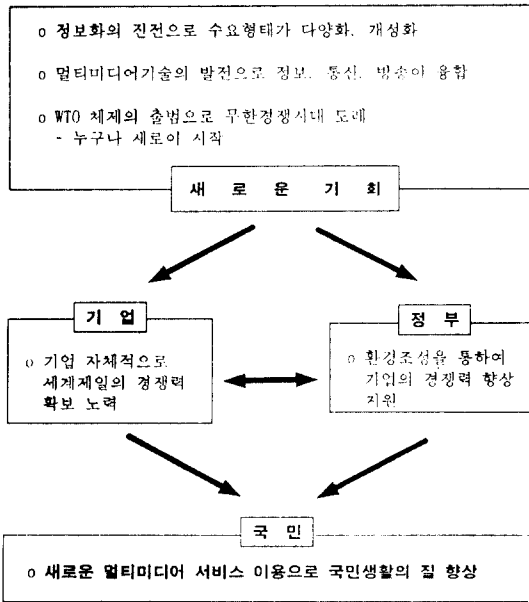 o 정보화의 진전으로 수요형태가 다양화, 개성화
o 멀티미디어기술의 발전으로 정보, 통신, 방송이 융합
o WTO 체제의 출범으로 무한경쟁시대 도래
- 누구나 새로이 시작
새 로 운 기 회
기 업
o 기업 자체적으로
세계제일의 경쟁력
확보 노력
정 부
o 환경조성을 통하여
기업의 경쟁력 향상
지원
국 민
o 새로운 멀티미디어 서비스 이용으로 국민생활의 질 향상